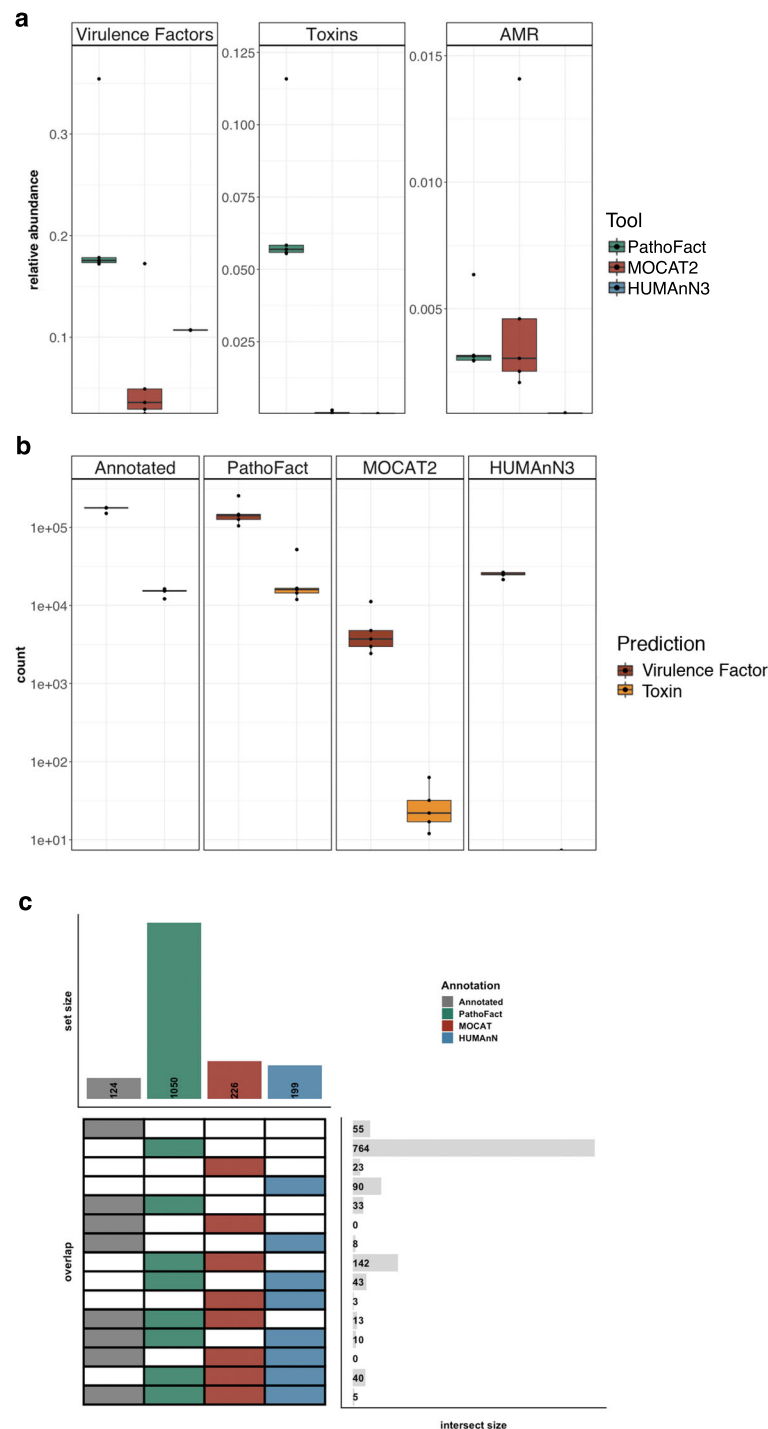 a
Virulence Factors
Toxins
AMR
relative abundance
0.3
0.2
0.1
0.125
0.100
0.075
0.050
0.025
0.015
0.010
0.005
Tool
PathoFact
MOCAT2
HUMAnN3
b
Annotated
PathoFact
MOCAT2
HUMAnN3
count
1e+05
1e+04
1e+03
1e+02
1e+01
Prediction
Virulence Factor
Toxin
c
set size
124
1050
226
199
Annotation
Annotated
PathoFact
MOCAT
HUMAnN
overlap
55
764
23
90
33
0
8
142
43
3
13
10
0
40
5
intersect size